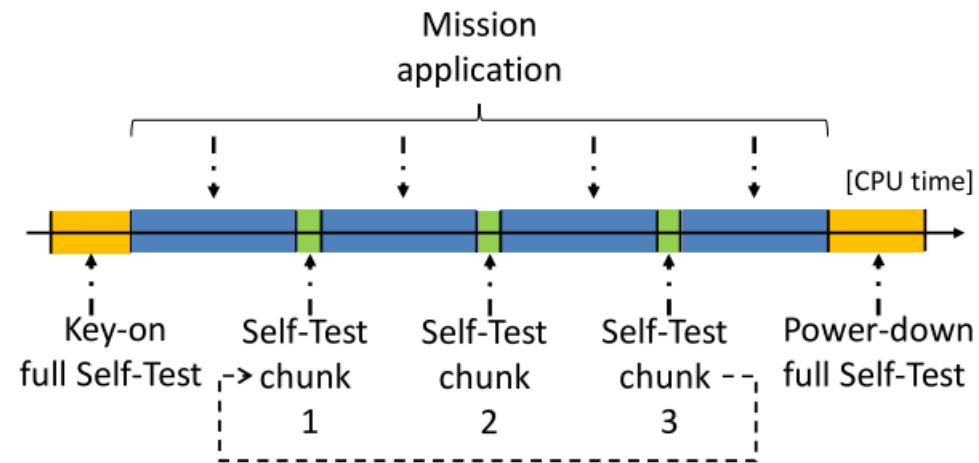 Mission
application
[CPU time]
Key-on
full Self-Test
Self-Test
chunk
1
Self-Test
chunk
2
Self-Test
chunk
3
Power-down
full Self-Test